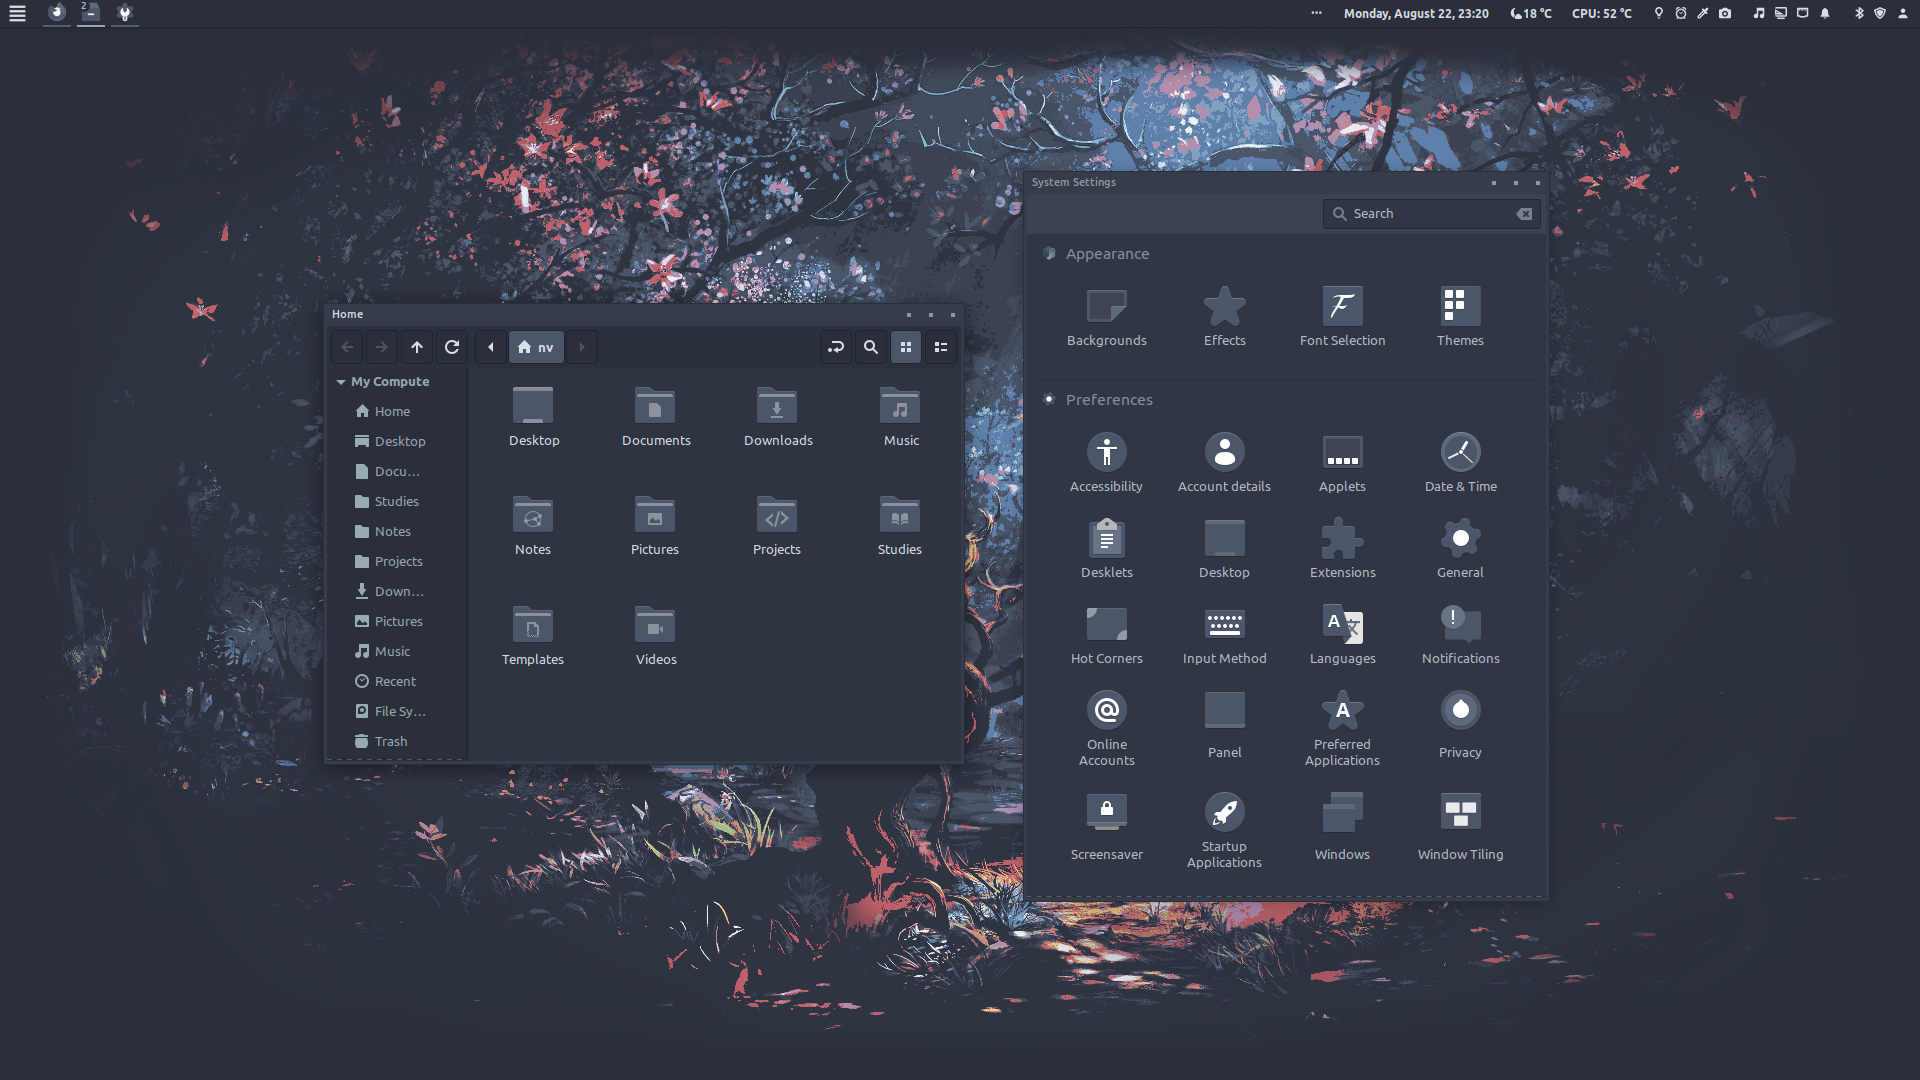 2
Monday, August 22, 23:20
18 °C
CPU: 52 °C
System Settings
Search
Appearance
Backgrounds
Effects
Font Selection
Themes
Preferences
Accessibility
Account details
Applets
Date & Time
Desklets
Desktop
Extensions
General
Hot Corners
Input Method
Languages
Notifications
Online
Accounts
Panel
Preferred
Applications
Privacy
Screensaver
Startup
Applications
Windows
Window Tiling
Home
nv
My Compute
Home
Desktop
Docu...
Studies
Notes
Projects
Down...
Pictures
Music
Recent
File Sy...
Trash
Desktop
Documents
Downloads
Music
Notes
Pictures
Projects
Studies
Templates
Videos